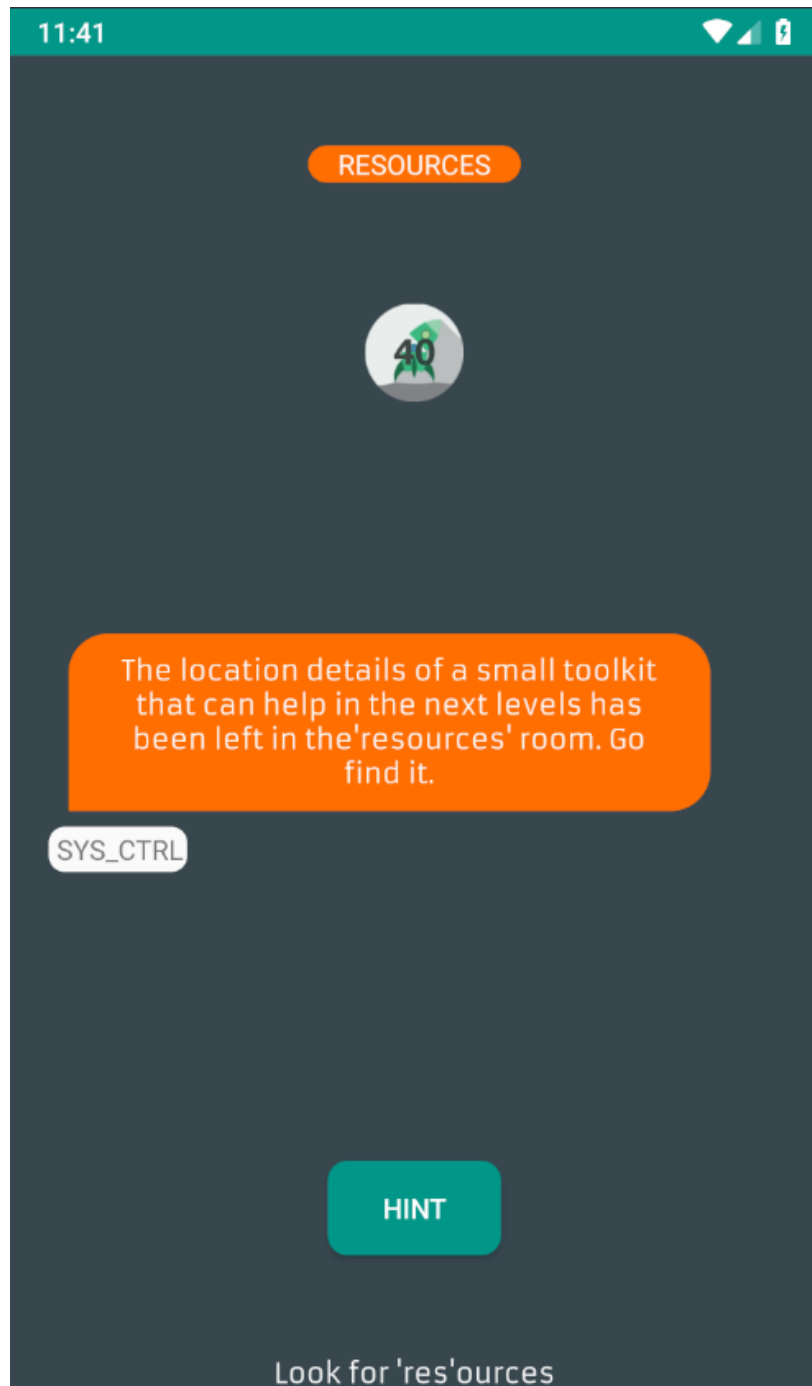 11:41
RESOURCES
40
The location details of a small toolkit
that can help in the next levels has
been left in the'resources' room. Go
find it.
SYS_CTRL
HINT
Look for 'res'ources